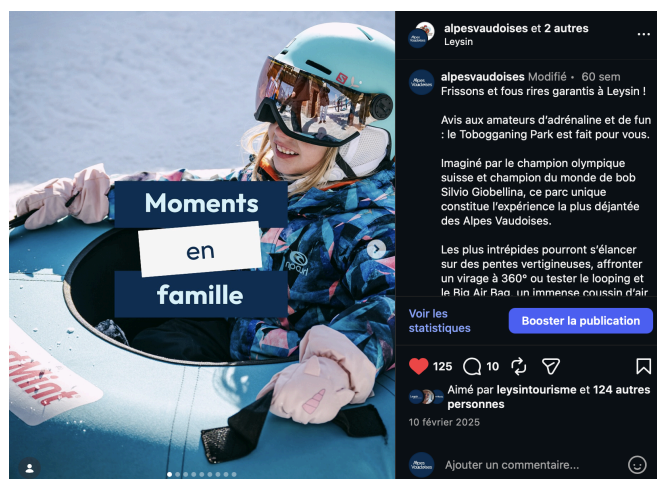 alpesvaudoises et 2 autres
Leysin
alpesvaudoises Modifié • 60 sem
Frissons et fous rires garantis à Leysin !
Avis aux amateurs d'adrénaline et de fun
: le Tobogganing Park est fait pour vous.
Imaginé par le champion olympique
suisse et champion du monde de bob
Silvio Giobellina, ce parc unique
constitue l'expérience la plus déjantée
des Alpes Vaudoises.
Les plus intrépides pourront s'élancer
sur des pentes vertigineuses, affronter
un virage à 360° ou tester le looping et
le Big Air Bag, un immense coussin d'air
Moments
en
famille
RIP CURL
Voir les
statistiques
Booster la publication
125
10
Aimé par leysintourisme et 124 autres
personnes
10 février 2025
Ajouter un commentaire...